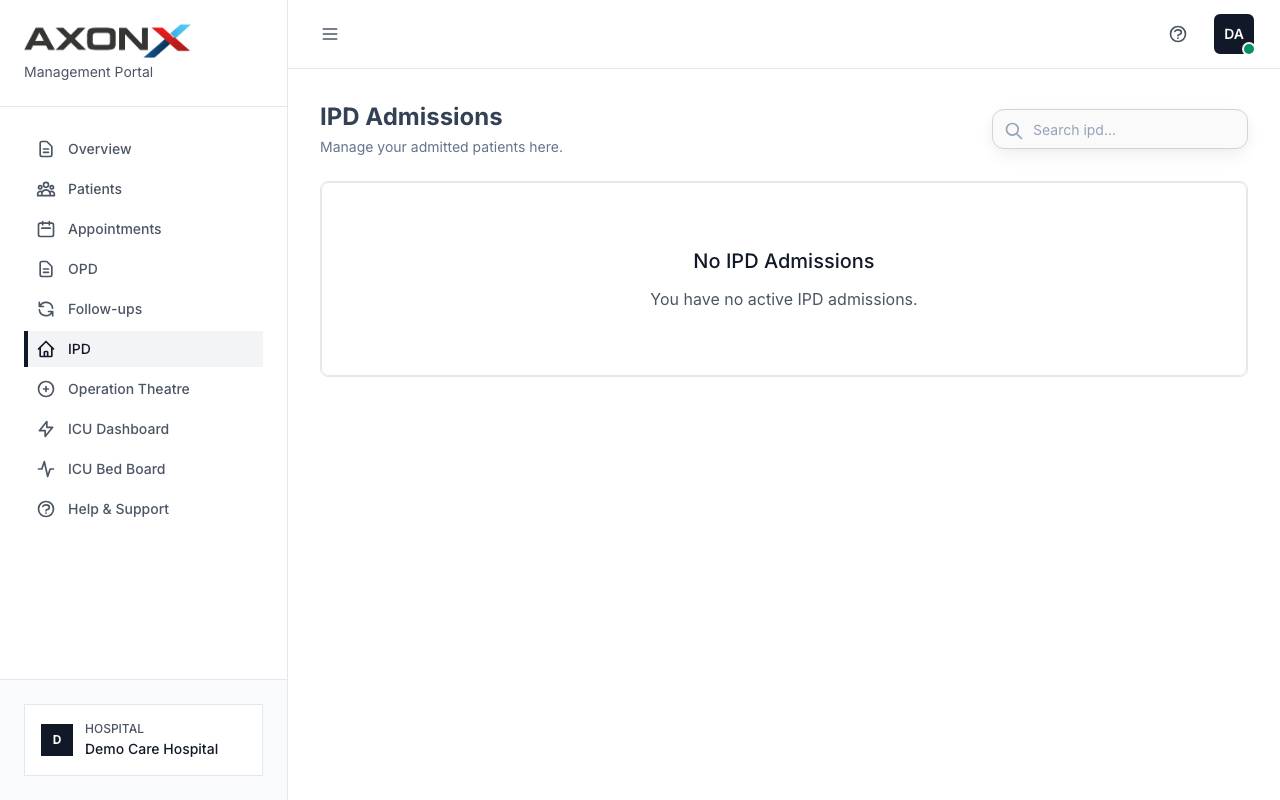 AXONX
Management Portal
Overview
Patients
Appointments
OPD
Follow-ups
IPD
Operation Theatre
ICU Dashboard
ICU Bed Board
Help & Support
D
HOSPITAL
Demo Care Hospital
DA
IPD Admissions
Manage your admitted patients here.
Search ipd...
No IPD Admissions
You have no active IPD admissions.